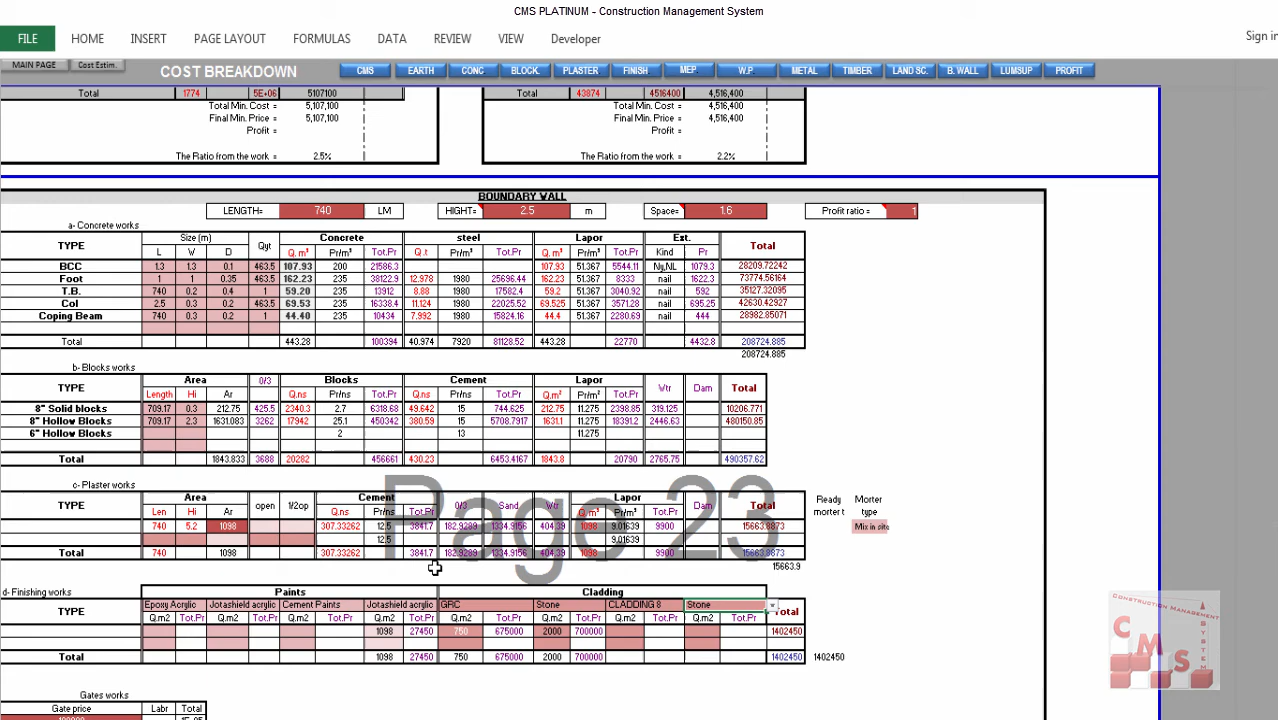 CMS PLATINUM - Construction Management System
FILE HOME INSERT PAGE LAYOUT FORMULAS DATA REVIEW VIEW Developer Sign in
MAIN PAGE Cost Estim. COST BREAKDOWN CMS EARTH CONC. BLOCK. PLASTER FINISH MEP W.P METAL TIMBER LAND SC. B. WALL LUMSUP PROFIT
Total 1774 5E+06 5107100 Total 43874 4516400 4,516,400
Total Min. Cost = 5,107,100 Total Min. Cost = 4,516,400
Final Min. Price = 5,107,100 Final Min. Price = 4,516,400
Profit = Profit =
The Ratio from the work = 2.5% The Ratio from the work = 2.2%
BOUNDARY WALL
LENGTH= 740 LM HIGHT= 2.5 m Space= 1.6 Profit ratio = 1
a- Concrete works
TYPE Size (m) Qyt Concrete steel Lapor Ext. Total
L W D Q. m³ Pr/m³ Tot.Pr Q.t Pr/m³ Tot.Pr Q. m³ Pr/m³ Tot.Pr Kind Pr
BCC 1.3 1.3 0.1 463.5 107.93 200 21586.3 107.93 51.367 5544.11 Ny,NL 1079.3 28209.72242
Foot 1 1 0.35 463.5 162.23 235 38122.9 12.978 1980 25696.44 162.23 51.367 8333 nail 1622.3 73774.56164
T.B. 740 0.2 0.4 1 59.20 235 13912 8.88 1980 17582.4 59.2 51.367 3040.92 nail 592 35127.32095
Col 2.5 0.3 0.2 463.5 69.53 235 16338.4 11.124 1980 22025.52 69.525 51.367 3571.28 nail 695.25 42630.42927
Coping Beam 740 0.3 0.2 1 44.40 235 10434 7.992 1980 15824.16 44.4 51.367 2280.69 nail 444 28982.85071
Total 443.28 100394 40.974 7920 81128.52 443.28 22770 4432.8 208724.885
208724.885
b- Blocks works
TYPE Area 0/3 Blocks Cement Lapor Wtr Dam Total
Length Hi Ar Q.ns Pr/ns Tot.Pr Q.ns Pr/ns Tot.Pr Q.m² Pr/m² Tot.Pr
8" Solid blocks 709.17 0.3 212.75 425.5 2340.3 2.7 6318.68 49.642 15 744.625 212.75 11.275 2398.85 319.125 10206.771
8" Hollow Blocks 709.17 2.3 1631.083 3262 17942 25.1 450342 380.59 15 5708.7917 1631.1 11.275 18391.2 2446.63 480150.85
6" Hollow Blocks 2 13 11.275
Total 1843.833 3688 20282 456661 430.23 6453.4167 1843.8 20790 2765.75 490357.62
c- Plaster works
TYPE Area open 1/2op Cement 0/3 Sand Wtr Lapor Dam Total Ready morter t Morter type
Len Hi Ar Q.ns Pr/ns Tot.Pr Q.m³ Pr/m³ Tot.Pr
740 5.2 1098 307.33262 12.5 3841.7 182.9289 1334.9156 404.39 1098 9.01639 9900 15663.8873 Mix in site
12.5 9.01639
Total 740 1098 307.33262 3841.7 182.9289 1334.9156 404.39 1098 9900 15663.8873
15663.9
Pago 23
d- Finishing works Paints Cladding
TYPE Epoxy Acrylic Jotashield acrylic Cement Paints Jotashield acrylic GRC Stone CLADDING 8 Stone Total
Q.m2 Tot.Pr Q.m2 Tot.Pr Q.m2 Tot.Pr Q.m2 Tot.Pr Q.m2 Tot.Pr Q.m2 Tot.Pr Q.m2 Tot.Pr Q.m2 Tot.Pr
1098 27450 750 675000 2000 700000 1402450
Total 1098 27450 750 675000 2000 700000 1402450 1402450
Gates works
Gate price Labr Total
CONSTRUCTION MANAGEMENT SYSTEM
CMS